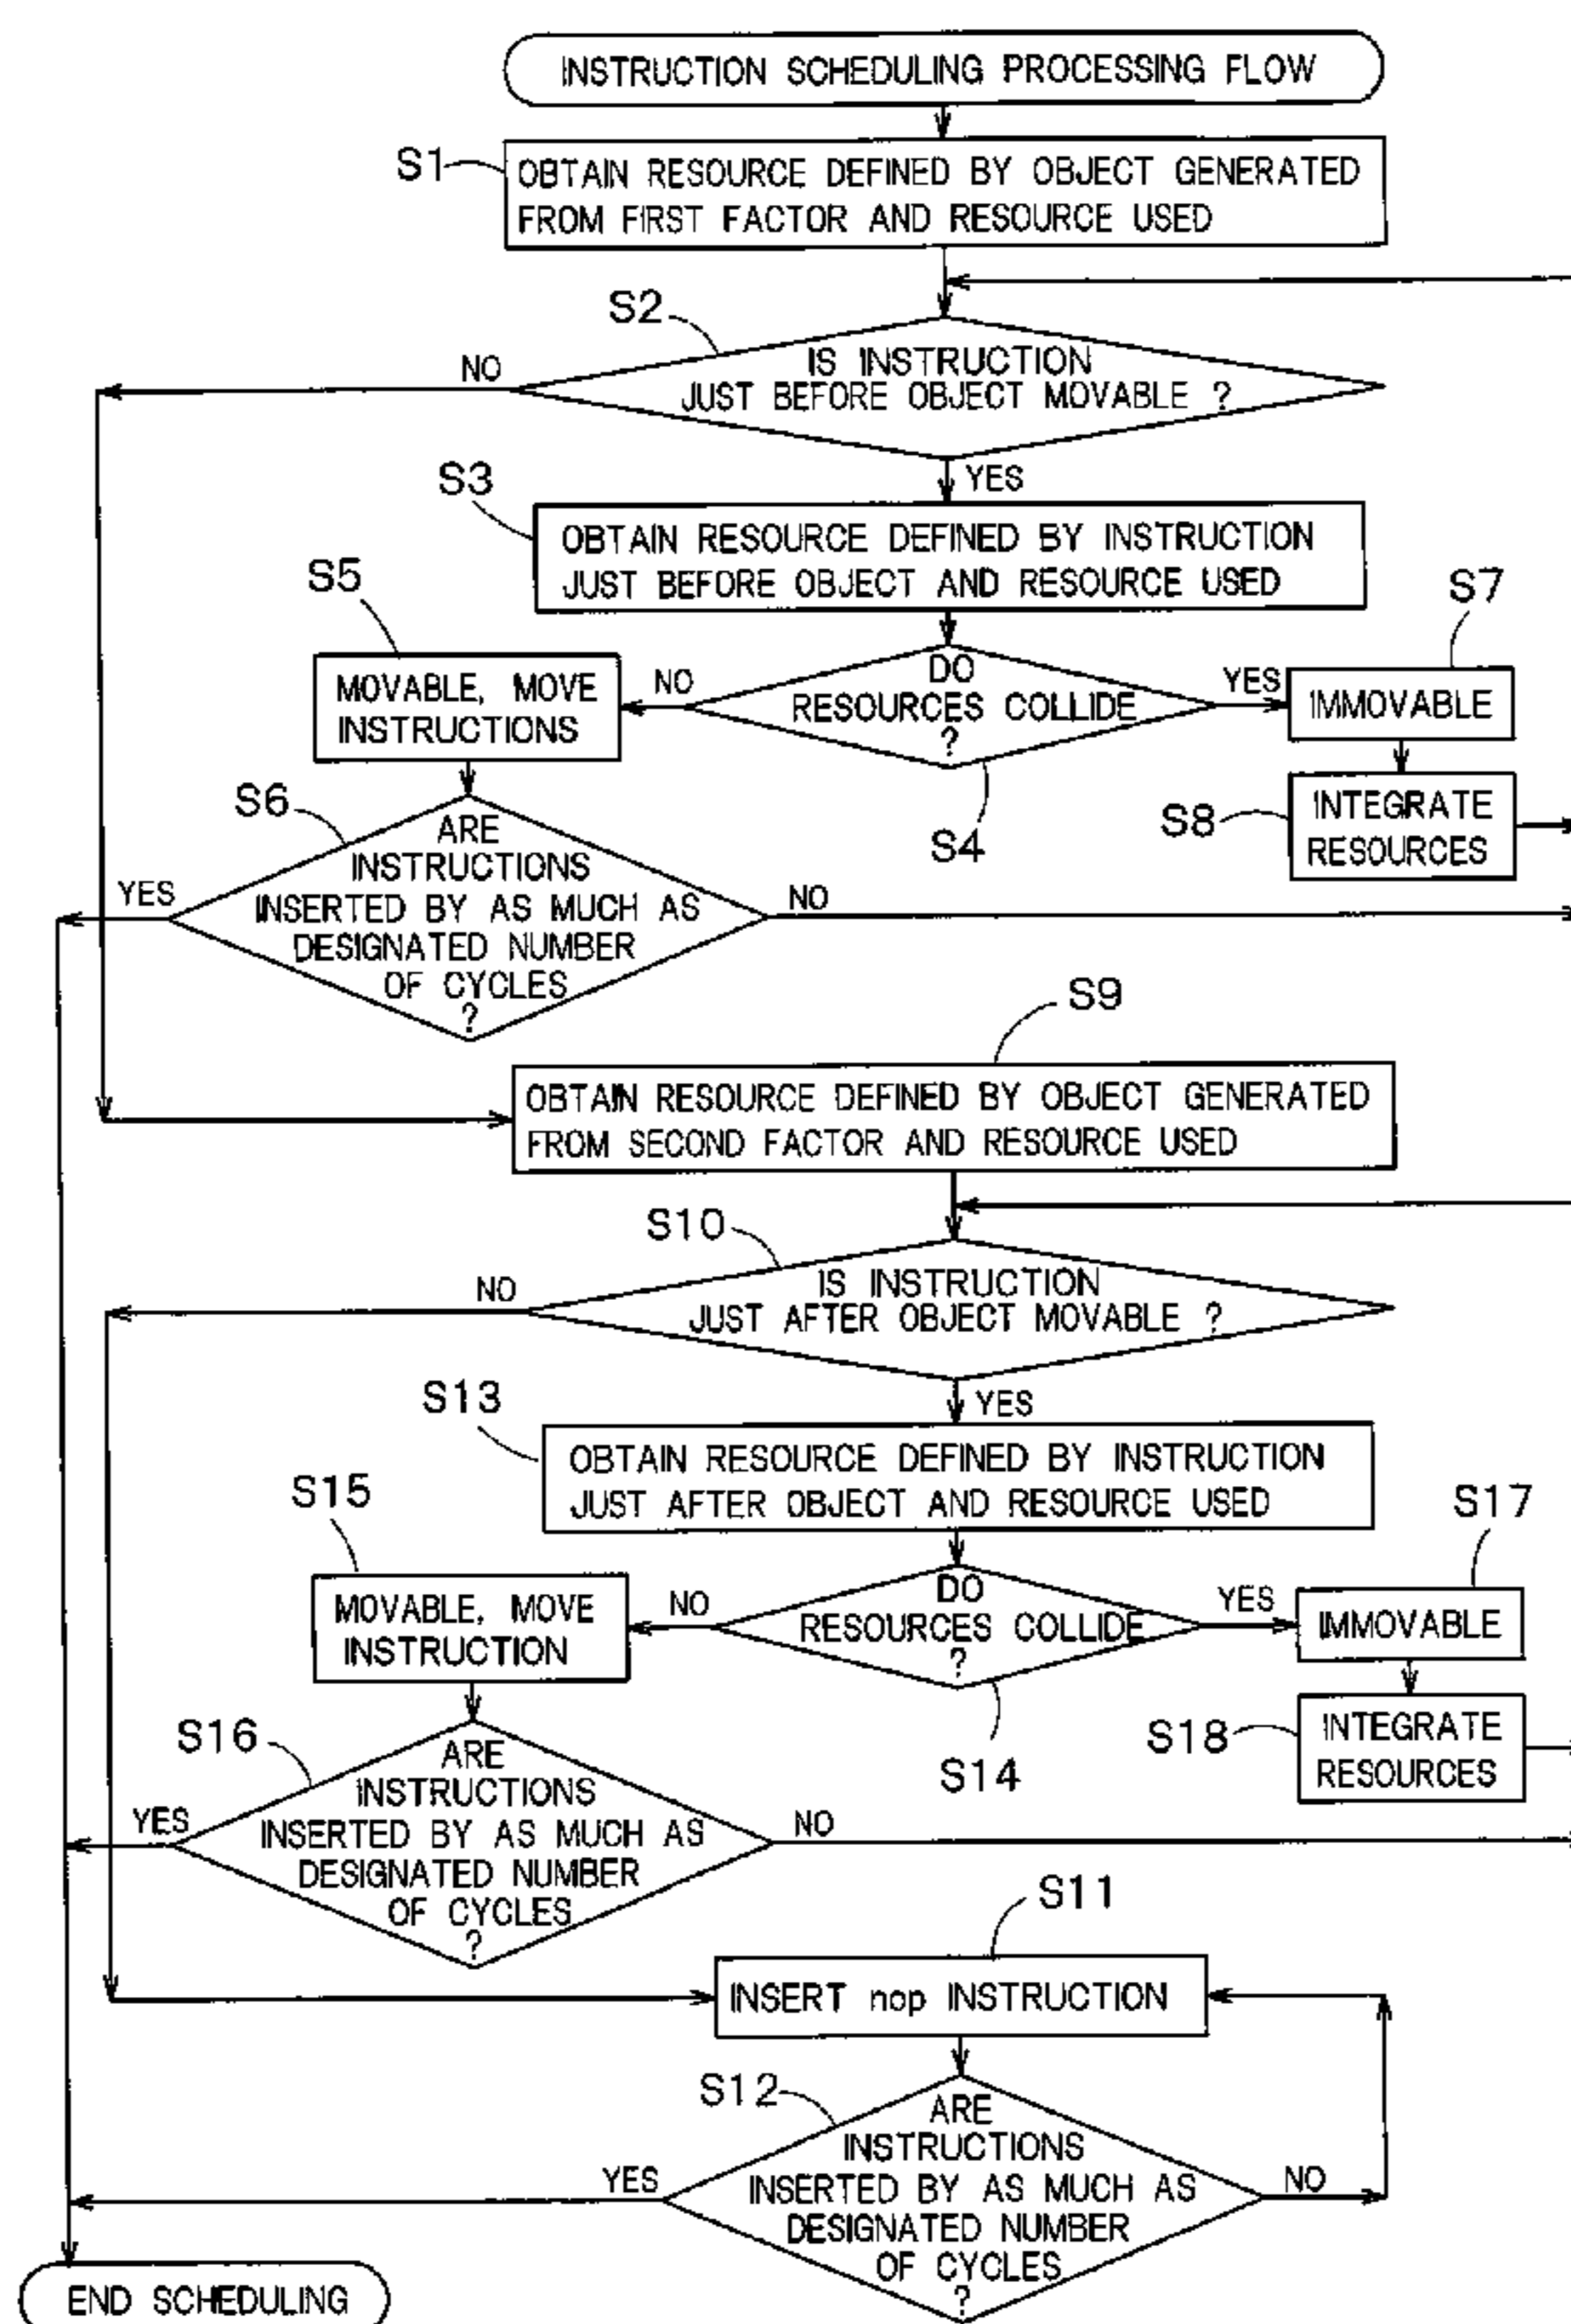 INSTRUCTION SCHEDULING PROCESSING FLOW
S1
OBTAIN RESOURCE DEFINED BY OBJECT GENERATED
FROM FIRST FACTOR AND RESOURCE USED
S2
NO
IS INSTRUCTION
JUST BEFORE OBJECT MOVABLE ?
YES
S3
OBTAIN RESOURCE DEFINED BY INSTRUCTION
JUST BEFORE OBJECT AND RESOURCE USED
S5
MOVABLE, MOVE
INSTRUCTIONS
NO
DO
RESOURCES COLLIDE
?
YES
S7
IMMOVABLE
S4
S8
INTEGRATE
RESOURCES
S6
YES
ARE
INSTRUCTIONS
INSERTED BY AS MUCH AS
DESIGNATED NUMBER
OF CYCLES
?
NO
S9
OBTAIN RESOURCE DEFINED BY OBJECT GENERATED
FROM SECOND FACTOR AND RESOURCE USED
S10
NO
IS INSTRUCTION
JUST AFTER OBJECT MOVABLE ?
YES
S13
OBTAIN RESOURCE DEFINED BY INSTRUCTION
JUST AFTER OBJECT AND RESOURCE USED
S15
MOVABLE, MOVE
INSTRUCTION
NO
DO
RESOURCES COLLIDE
?
YES
S17
IMMOVABLE
S14
S18
INTEGRATE
RESOURCES
S16
YES
ARE
INSTRUCTIONS
INSERTED BY AS MUCH AS
DESIGNATED NUMBER
OF CYCLES
?
NO
S11
INSERT nop INSTRUCTION
S12
YES
ARE
INSTRUCTIONS
INSERTED BY AS MUCH AS
DESIGNATED NUMBER
OF CYCLES
?
NO
END SCHEDULING